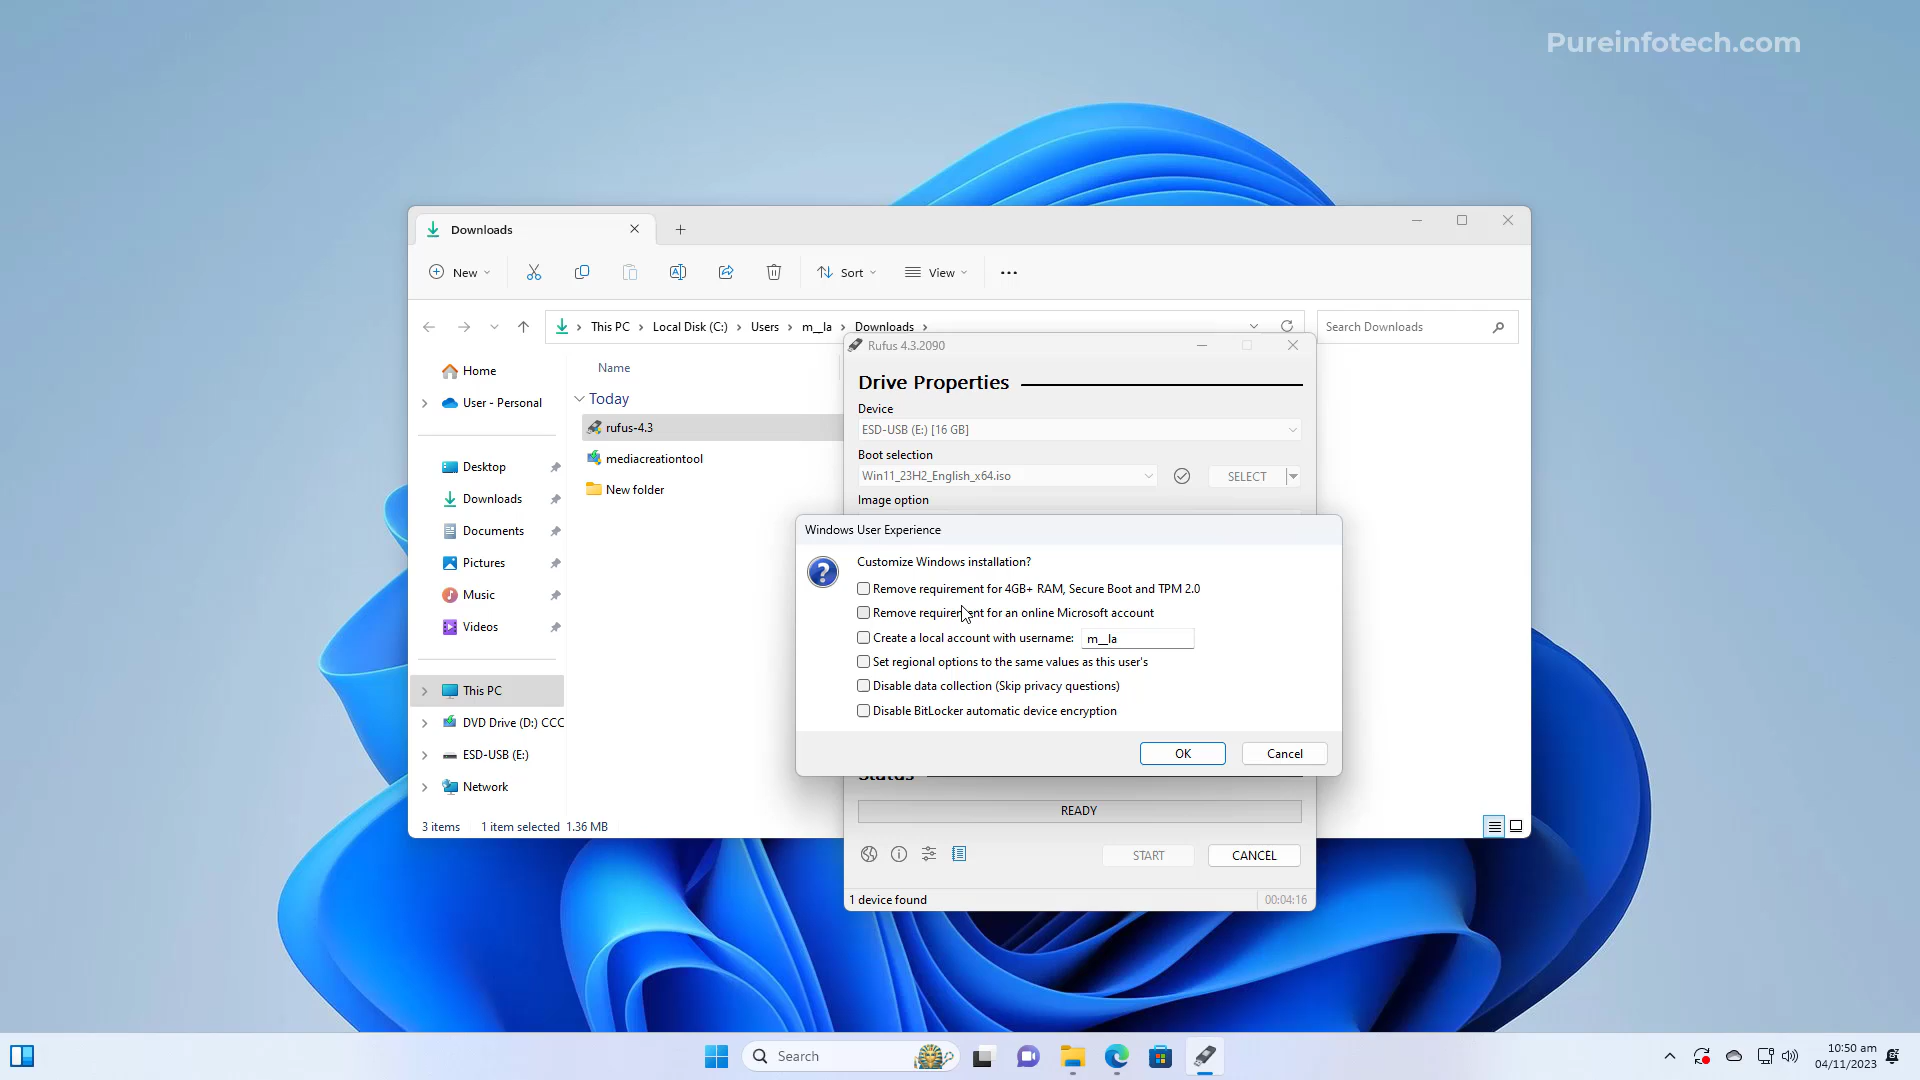 Pureinfotech.com
Downloads
New
Sort
View
This PC
Local Disk (C:)
Users
m__la
Downloads
Search Downloads
Home
User - Personal
Desktop
Downloads
Documents
Pictures
Music
Videos
This PC
DVD Drive (D:) CCC
ESD-USB (E:)
Network
Name
Today
rufus-4.3
mediacreationtool
New folder
3 items
1 item selected 1.36 MB
Rufus 4.3.2090
Drive Properties
Device
ESD-USB (E:) [16 GB]
Boot selection
Win11_23H2_English_x64.iso
SELECT
Image option
Windows User Experience
Customize Windows installation?
Remove requirement for 4GB+ RAM, Secure Boot and TPM 2.0
Remove requirement for an online Microsoft account
Create a local account with username: m__la
Set regional options to the same values as this user's
Disable data collection (Skip privacy questions)
Disable BitLocker automatic device encryption
OK
Cancel
Status
READY
START
CANCEL
1 device found
00:04:16
Search
10:50 am
04/11/2023